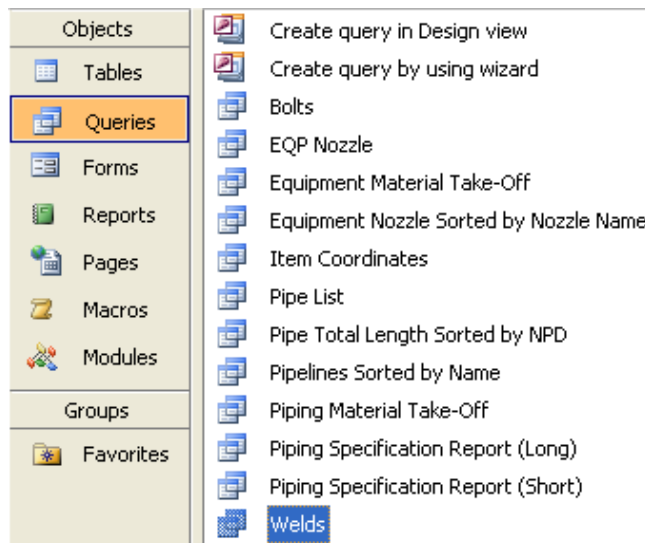 Objects
Tables
Queries
Forms
Reports
Pages
Macros
Modules
Groups
Favorites
Create query in Design view
Create query by using wizard
Bolts
EQP Nozzle
Equipment Material Take-Off
Equipment Nozzle Sorted by Nozzle Name
Item Coordinates
Pipe List
Pipe Total Length Sorted by NPD
Pipelines Sorted by Name
Piping Material Take-Off
Piping Specification Report (Long)
Piping Specification Report (Short)
Welds